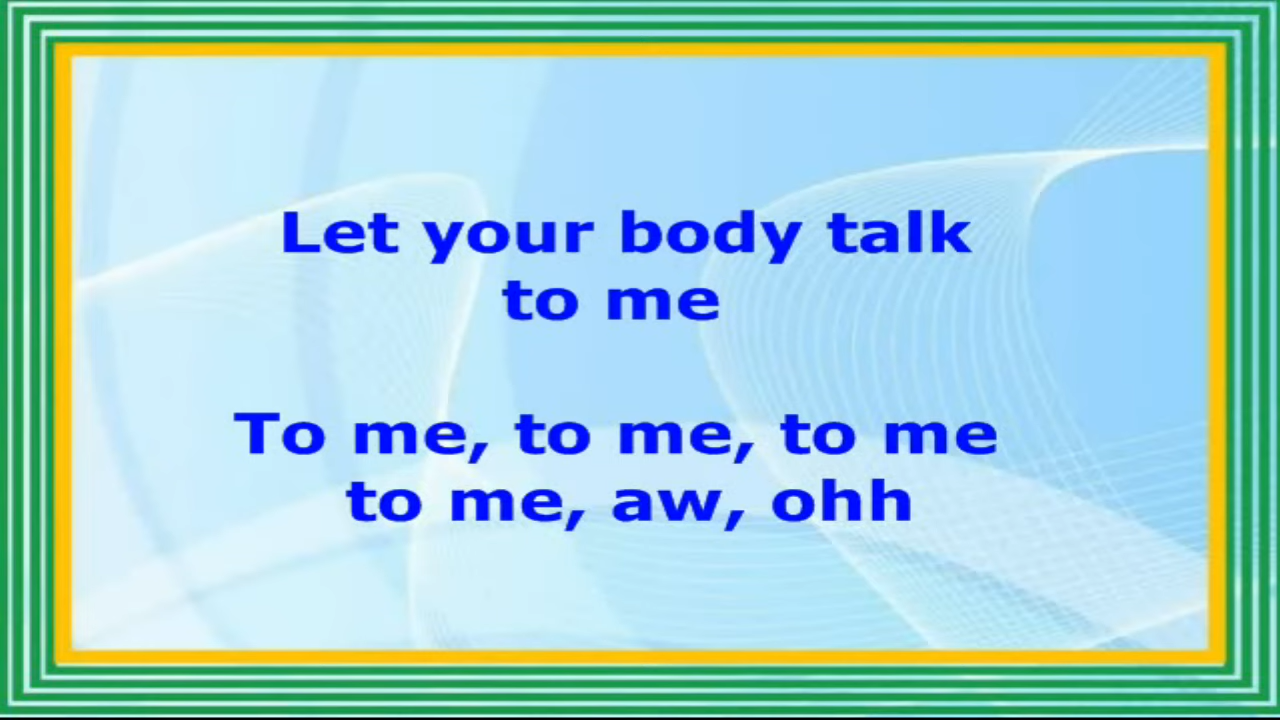 Let your body talk
to me
To me, to me, to me
to me, aw, ohh